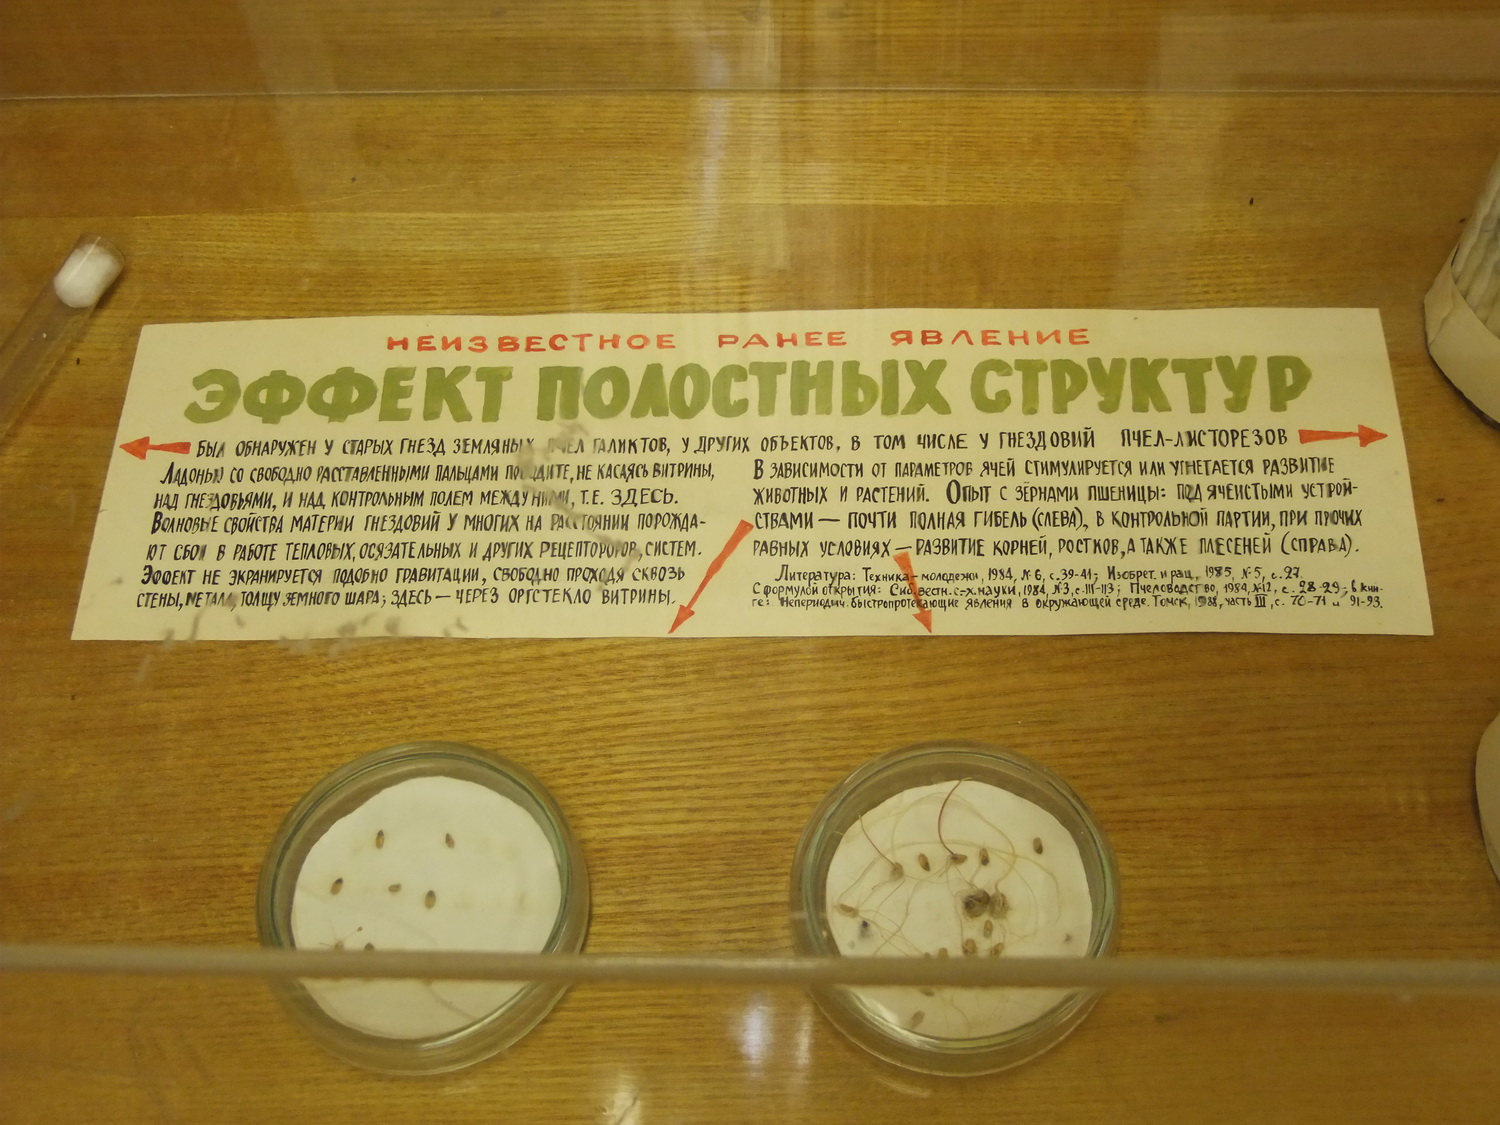 НЕИЗВЕСТНОЕ РАНЕЕ ЯВЛЕНИЕ
ЭФФЕКТ ПОЛОСТНЫХ СТРУКТУР
БЫЛ ОБНАРУЖЕН У СТАРЫХ ГНЕЗД ЗЕМЛЯНЫХ ПЧЕЛ ГАЛИКТОВ, У ДРУГИХ ОБЪЕКТОВ, В ТОМ ЧИСЛЕ У ГНЕЗДОВИЙ ПЧЕЛ-ЛИСТОРЕЗОВ
ЛАДОНЬЮ СО СВОБОДНО РАССТАВЛЕННЫМИ ПАЛЬЦАМИ ПОВОДИТЕ, НЕ КАСАЯСЬ ВИТРИНЫ,
НАД ГНЕЗДОВЬЯМИ, И НАД КОНТРОЛЬНЫМ ПОЛЕМ МЕЖДУ НИМИ, Т.Е. ЗДЕСЬ.
ВОЛНОВЫЕ СВОЙСТВА МАТЕРИИ ГНЕЗДОВИЙ У МНОГИХ НА РАССТОЯНИИ ПОРОЖДА-
ЮТ СБОИ В РАБОТЕ ТЕПЛОВЫХ, ОСЯЗАТЕЛЬНЫХ И ДРУГИХ РЕЦЕПТОРОРОВ, СИСТЕМ.
ЭФФЕКТ НЕ ЭКРАНИРУЕТСЯ ПОДОБНО ГРАВИТАЦИИ, СВОБОДНО ПРОХОДЯ СКВОЗЬ
СТЕНЫ, МЕТАЛЛ, ТОЛЩУ ЗЕМНОГО ШАРА; ЗДЕСЬ — ЧЕРЕЗ ОРГСТЕКЛО ВИТРИНЫ.
В ЗАВИСИМОСТИ ОТ ПАРАМЕТРОВ ЯЧЕЙ СТИМУЛИРУЕТСЯ ИЛИ УГНЕТАЕТСЯ РАЗВИТИЕ
ЖИВОТНЫХ И РАСТЕНИЙ. ОПЫТ С ЗЁРНАМИ ПШЕНИЦЫ: ПОД ЯЧЕИСТЫМИ УСТРОЙ-
СТВАМИ — ПОЧТИ ПОЛНАЯ ГИБЕЛЬ (СЛЕВА), В КОНТРОЛЬНОЙ ПАРТИИ, ПРИ ПРОЧИХ
РАВНЫХ УСЛОВИЯХ — РАЗВИТИЕ КОРНЕЙ, РОСТКОВ, А ТАКЖЕ ПЛЕСЕНЕЙ (СПРАВА).
Литература: Техника - молодежи, 1984, № 6, с.39-41; Изобрет. и рац., 1985, № 5, с.27.
С формулой открытия: Сиб. вестн. с.-х. науки, 1984, №3, с.111-113; Пчеловодство, 1984, №12, с. 28-29; в кни-
ге: Непериодич. быстропротекающие явления в окружающей среде. Томск, 1988, часть III, с. 70-71 и 91-93.